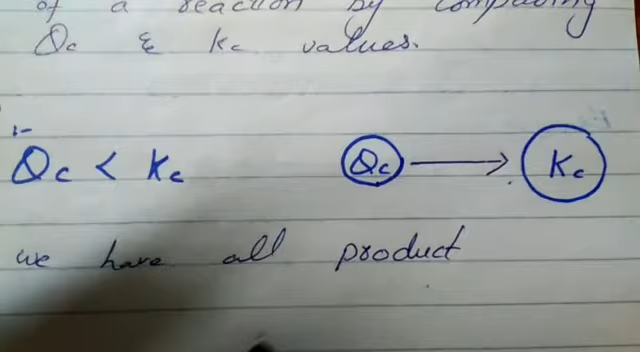 of a reaction by comparing
Qc & Kc values.
:-
Qc < Kc Qc → Kc
we have all product